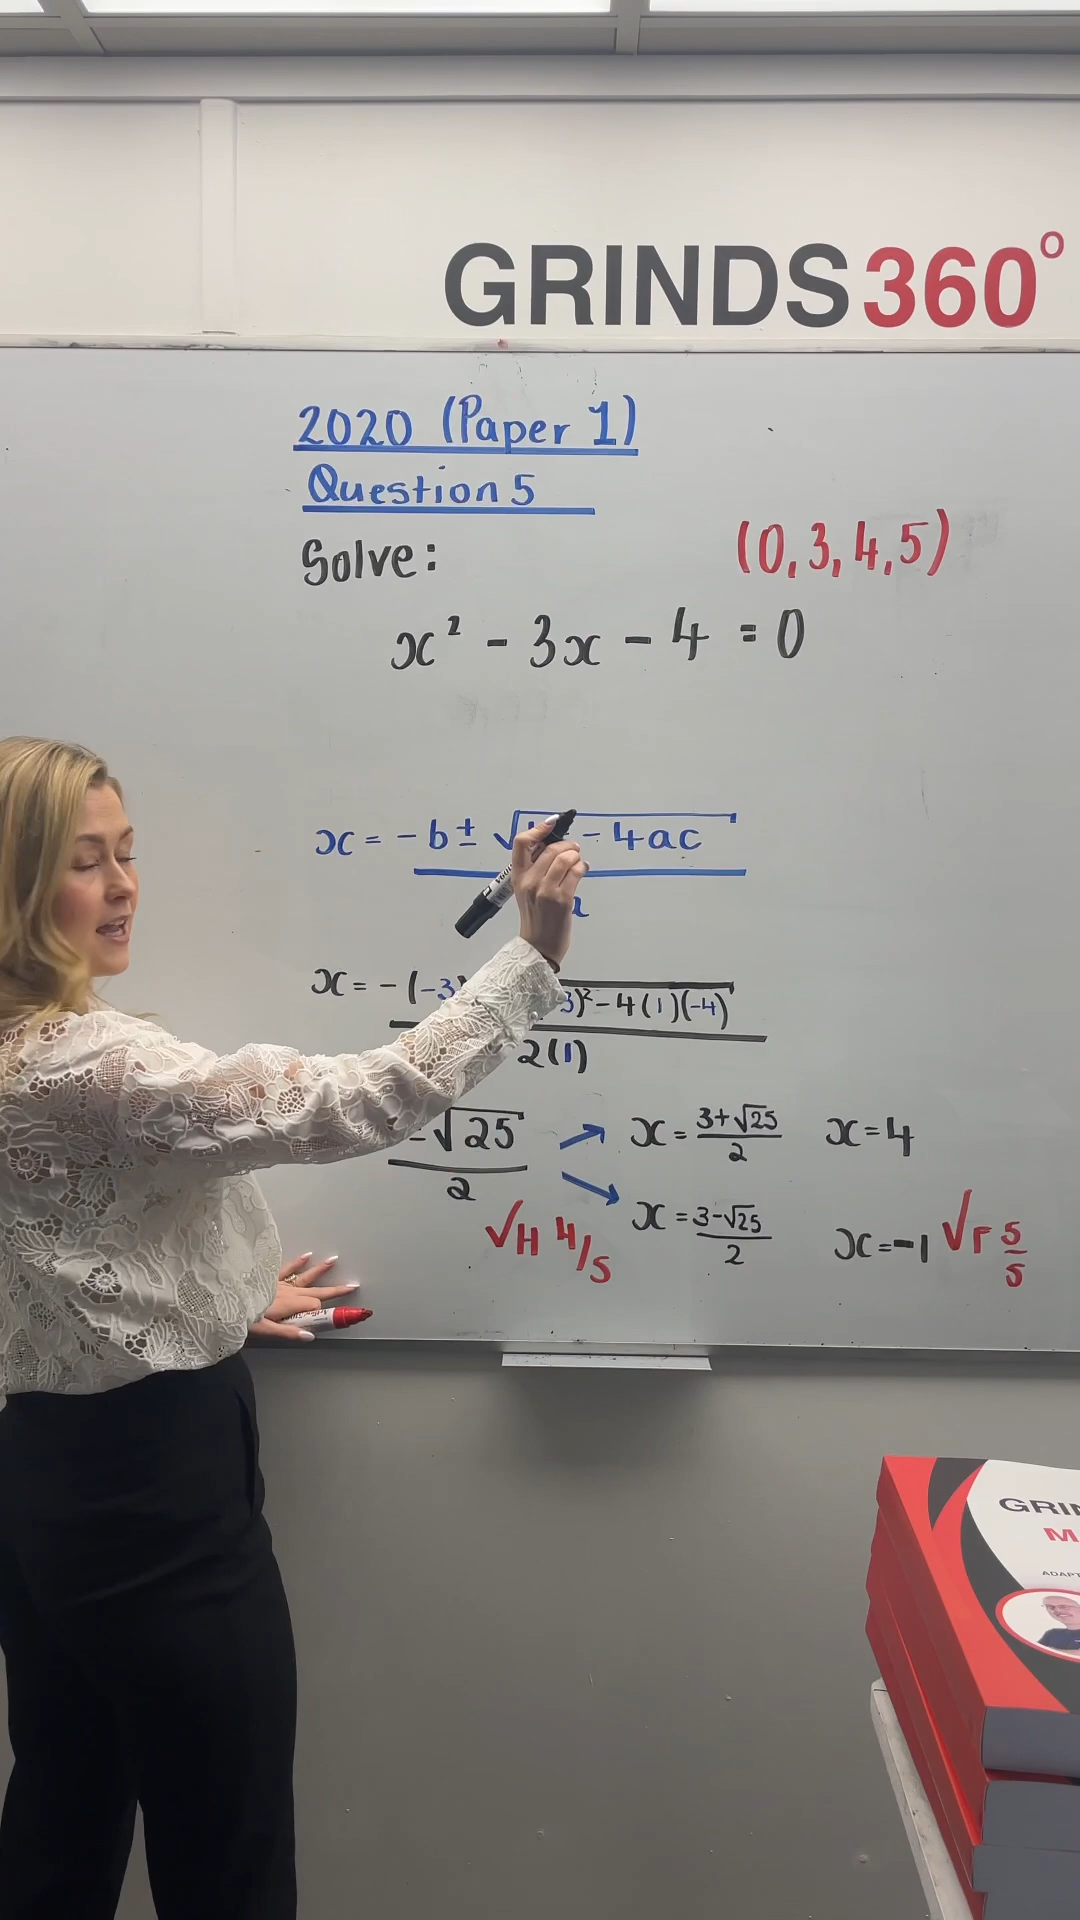 GRINDS360°
2020 (Paper 1)
Question 5
Solve:
(0,3,4,5)
x² - 3x - 4 = 0
x = -b ± √ - 4ac
x = -(-3) 3)² - 4(1)(-4)
2(1)
√25
2
x = 3+√25 / 2
x = 4
x = 3-√25 / 2
x = -1
√H 4/5
√F 5/5
GRIN
M
ADAPT